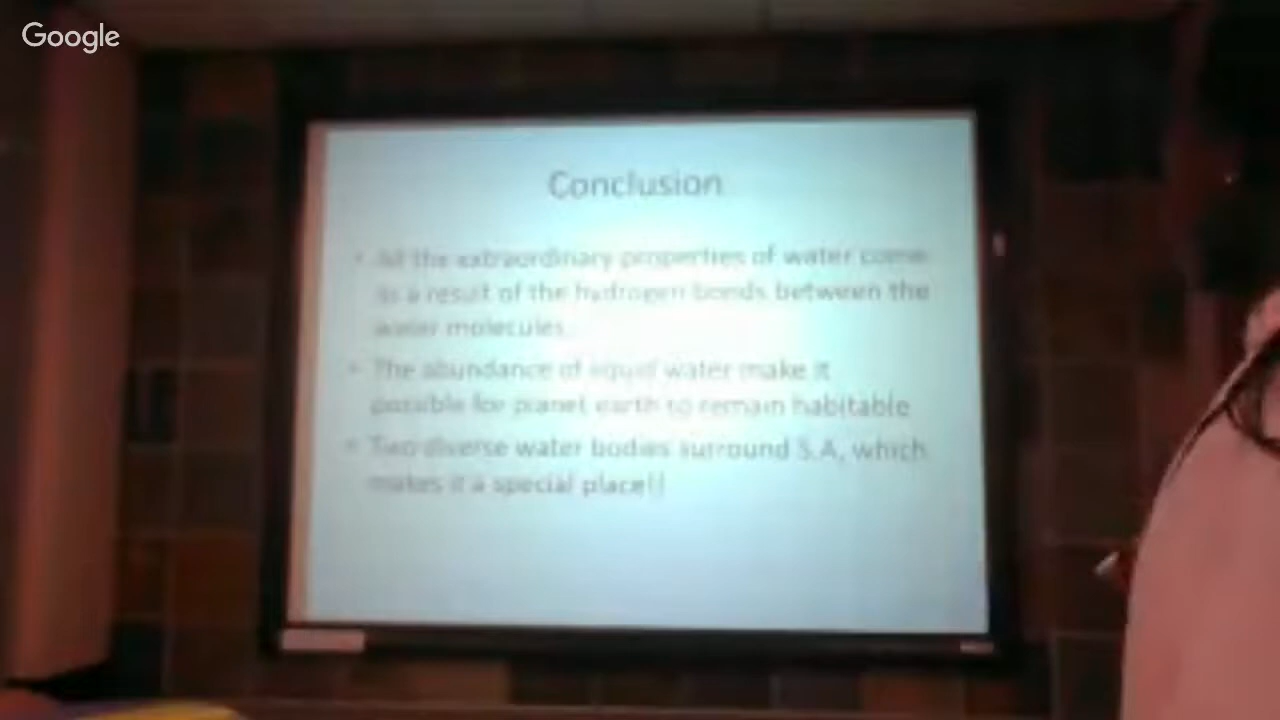 Google
Conclusion
• All the extraordinary properties of water come
as a result of the hydrogen bonds between the
water molecules.
• The abundance of liquid water make it
possible for planet earth to remain habitable
• Two diverse water bodies surround S.A, which
makes it a special place!!